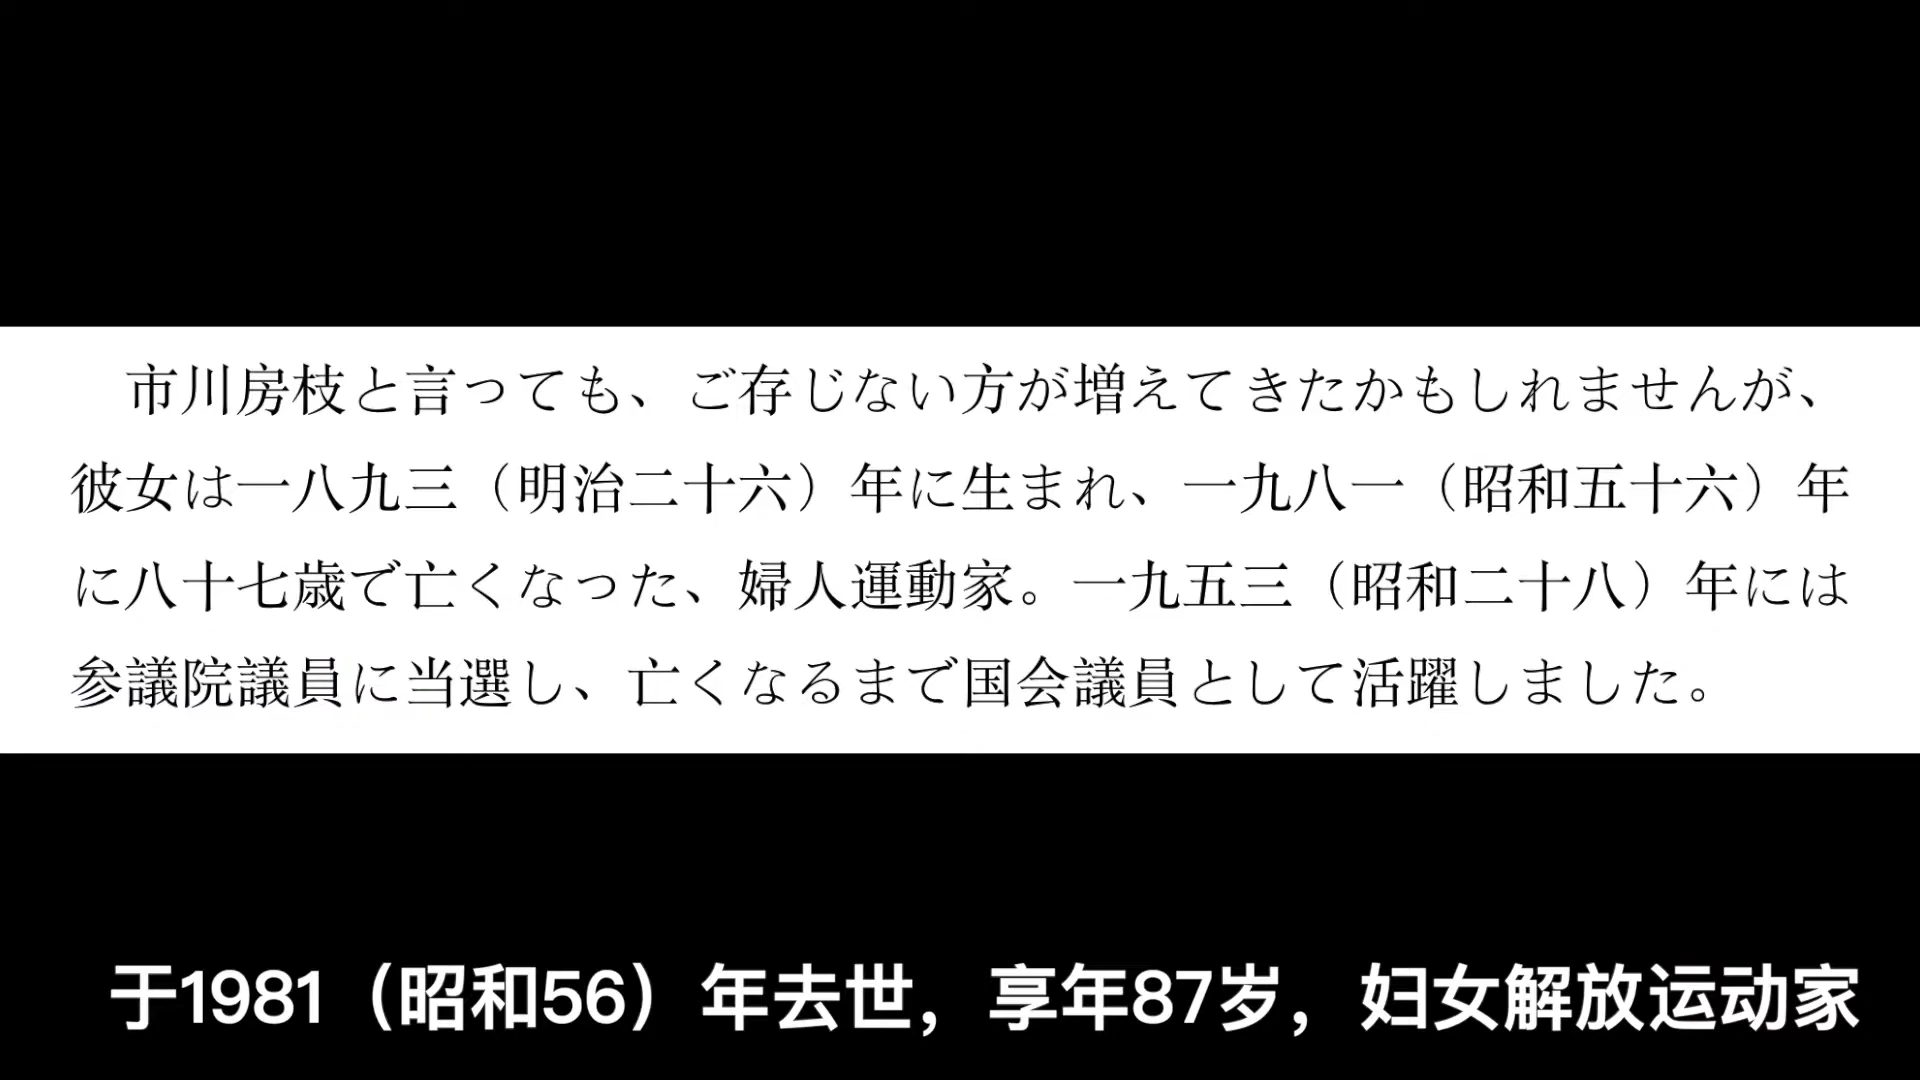 市川房枝と言っても、ご存じない方が増えてきたかもしれませんが、
彼女は一八九三（明治二十六）年に生まれ、一九八一（昭和五十六）年
に八十七歳で亡くなった、婦人運動家。一九五三（昭和二十八）年には
参議院議員に当選し、亡くなるまで国会議員として活躍しました。
于1981（昭和56）年去世，享年87岁，妇女解放运动家